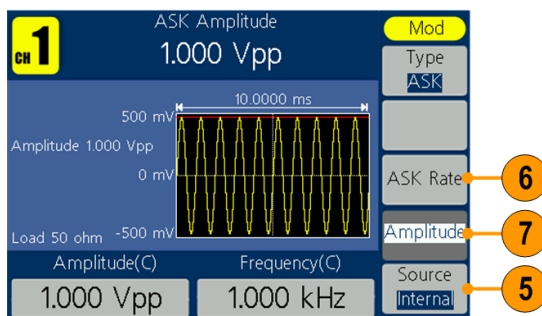 CH 1
ASK Amplitude
1.000 Vpp
Mod
Type
ASK
10.0000 ms
500 mV
Amplitude 1.000 Vpp
0 mV
Load 50 ohm
-500 mV
ASK Rate
6
Amplitude
7
Source
Internal
5
Amplitude(C)
Frequency(C)
1.000 Vpp
1.000 kHz